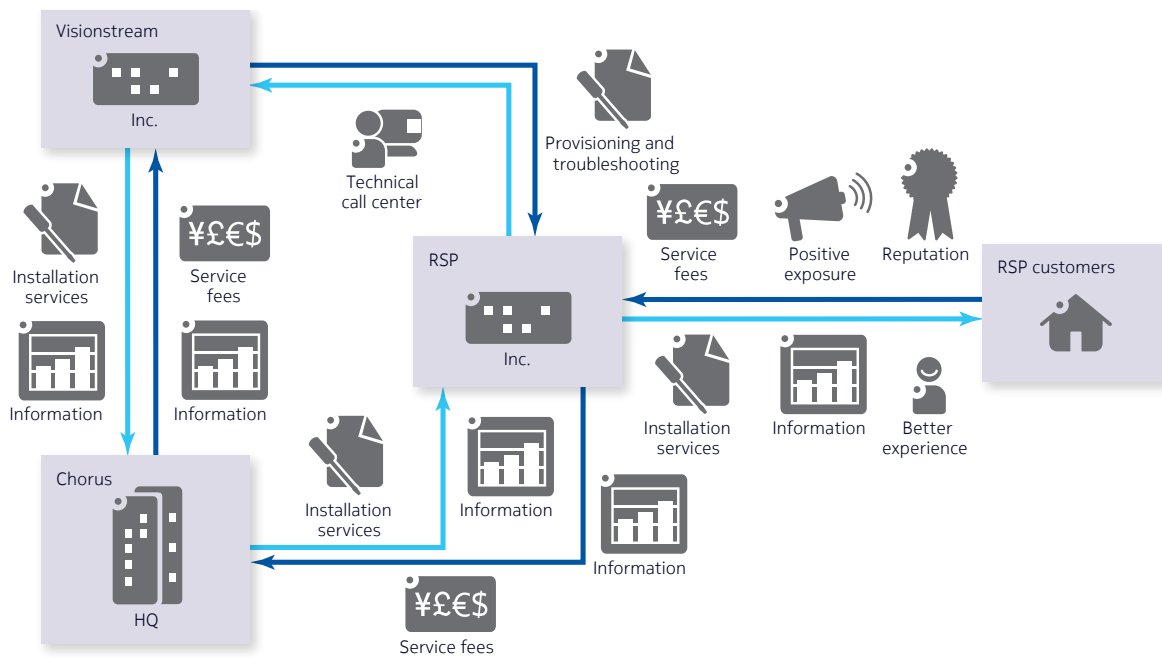 Visionstream
Inc.
Technical
call center
Provisioning and
troubleshooting
Installation
services
¥£€$
Service
fees
Information
Information
RSP
Inc.
¥£€$
Service
fees
Positive
exposure
Reputation
RSP customers
Installation
services
Information
Better
experience
Chorus
HQ
Installation
services
Information
Information
¥£€$
Service fees